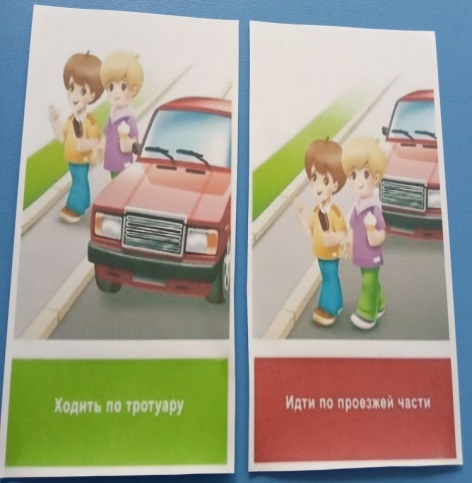 Ходить по тротуару
Идти по проезжей части